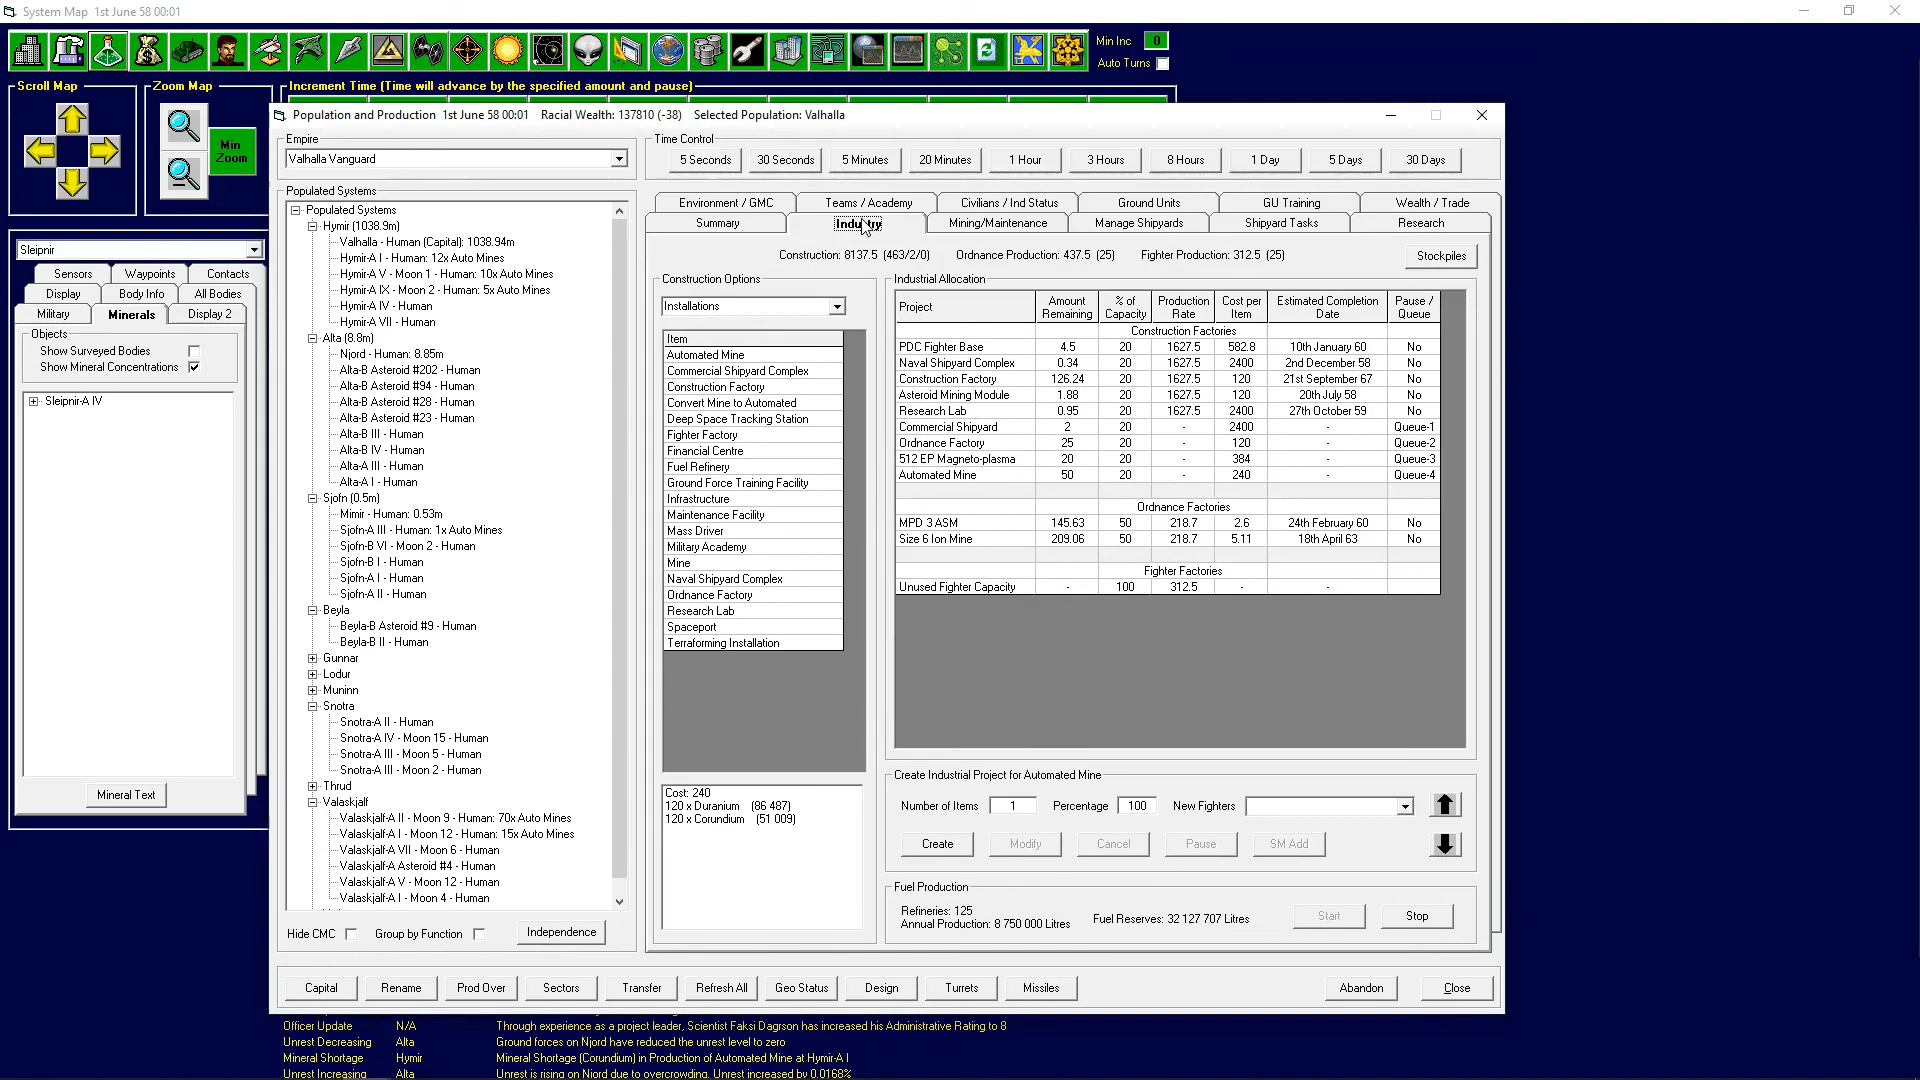 System Map   1st June 58 00:01
Min Inc 0
Auto Turns
Scroll Map
Zoom Map
Increment Time (Time will advance by the specified amount and pause)
Min Zoom
Population and Production   1st June 58 00:01   Racial Wealth: 137810 (-38)   Selected Population: Valhalla
Empire
Valhalla Vanguard
Time Control
5 Seconds
30 Seconds
5 Minutes
20 Minutes
1 Hour
3 Hours
8 Hours
1 Day
5 Days
30 Days
Sleipnir
Sensors
Waypoints
Contacts
Display
Body Info
All Bodies
Military
Minerals
Display 2
Objects
Show Surveyed Bodies
Show Mineral Concentrations
Sleipnir-A IV
Mineral Text
Populated Systems
Populated Systems
Hymir (1038.9m)
Valhalla - Human (Capital): 1038.94m
Hymir-A I - Human: 12x Auto Mines
Hymir-A V - Moon 1 - Human: 10x Auto Mines
Hymir-A IX - Moon 2 - Human: 5x Auto Mines
Hymir-A IV - Human
Hymir-A VII - Human
Alta (8.8m)
Njord - Human: 8.85m
Alta-B Asteroid #202 - Human
Alta-B Asteroid #94 - Human
Alta-B Asteroid #28 - Human
Alta-B Asteroid #23 - Human
Alta-B III - Human
Alta-B IV - Human
Alta-A III - Human
Alta-A I - Human
Sjofn (0.5m)
Mimir - Human: 0.53m
Sjofn-A III - Human: 1x Auto Mines
Sjofn-B VI - Moon 2 - Human
Sjofn-B I - Human
Sjofn-A I - Human
Sjofn-A II - Human
Beyla
Beyla-B Asteroid #9 - Human
Beyla-B II - Human
Gunnar
Lodur
Muninn
Snotra
Snotra-A II - Human
Snotra-A IV - Moon 15 - Human
Snotra-A III - Moon 5 - Human
Snotra-A III - Moon 2 - Human
Thrud
Valaskjalf
Valaskjalf-A II - Moon 9 - Human: 70x Auto Mines
Valaskjalf-A I - Moon 12 - Human: 15x Auto Mines
Valaskjalf-A VII - Moon 6 - Human
Valaskjalf-A Asteroid #4 - Human
Valaskjalf-A V - Moon 12 - Human
Valaskjalf-A I - Moon 4 - Human
Hide CMC
Group by Function
Independence
Environment / GMC
Teams / Academy
Civilians / Ind Status
Ground Units
GU Training
Wealth / Trade
Summary
Industry
Mining/Maintenance
Manage Shipyards
Shipyard Tasks
Research
Construction: 8137.5 (463/2/0)   Ordnance Production: 437.5 (25)   Fighter Production: 312.5 (25)
Stockpiles
Construction Options
Installations
Item
Automated Mine
Commercial Shipyard Complex
Construction Factory
Convert Mine to Automated
Deep Space Tracking Station
Fighter Factory
Financial Centre
Fuel Refinery
Ground Force Training Facility
Infrastructure
Maintenance Facility
Mass Driver
Military Academy
Mine
Naval Shipyard Complex
Ordnance Factory
Research Lab
Spaceport
Terraforming Installation
Cost: 240
120 x Duranium   (86 487)
120 x Corundium   (51 009)
Industrial Allocation
Project   Amount Remaining   % of Capacity   Production Rate   Cost per Item   Estimated Completion Date   Pause / Queue
Construction Factories
PDC Fighter Base   4.5   20   1627.5   582.8   10th January 60   No
Naval Shipyard Complex   0.34   20   1627.5   2400   2nd December 58   No
Construction Factory   126.24   20   1627.5   120   21st September 67   No
Asteroid Mining Module   1.88   20   1627.5   120   20th July 58   No
Research Lab   0.95   20   1627.5   2400   27th October 59   No
Commercial Shipyard   2   20   -   2400   -   Queue-1
Ordnance Factory   25   20   -   120   -   Queue-2
512 EP Magneto-plasma   20   20   -   384   -   Queue-3
Automated Mine   50   20   -   240   -   Queue-4
Ordnance Factories
MPD 3 ASM   145.63   50   218.7   2.6   24th February 60   No
Size 6 Ion Mine   209.06   50   218.7   5.11   18th April 63   No
Fighter Factories
Unused Fighter Capacity   -   100   312.5   -   -
Create Industrial Project for Automated Mine
Number of Items   1   Percentage   100   New Fighters
Create
Modify
Cancel
Pause
SM Add
Fuel Production
Refineries: 125
Annual Production: 8 750 000 Litres
Fuel Reserves: 32 127 707 Litres
Start
Stop
Capital
Rename
Prod Over
Sectors
Transfer
Refresh All
Geo Status
Design
Turrets
Missiles
Abandon
Close
Officer Update   N/A   Through experience as a project leader, Scientist Faksi Dagrson has increased his Administrative Rating to 8
Unrest Decreasing   Alta   Ground forces on Njord have reduced the unrest level to zero
Mineral Shortage   Hymir   Mineral Shortage (Corundium) in Production of Automated Mine at Hymir-A I
Unrest Increasing   Alta   Unrest is rising on Njord due to overcrowding. Unrest increased by 0.0168%